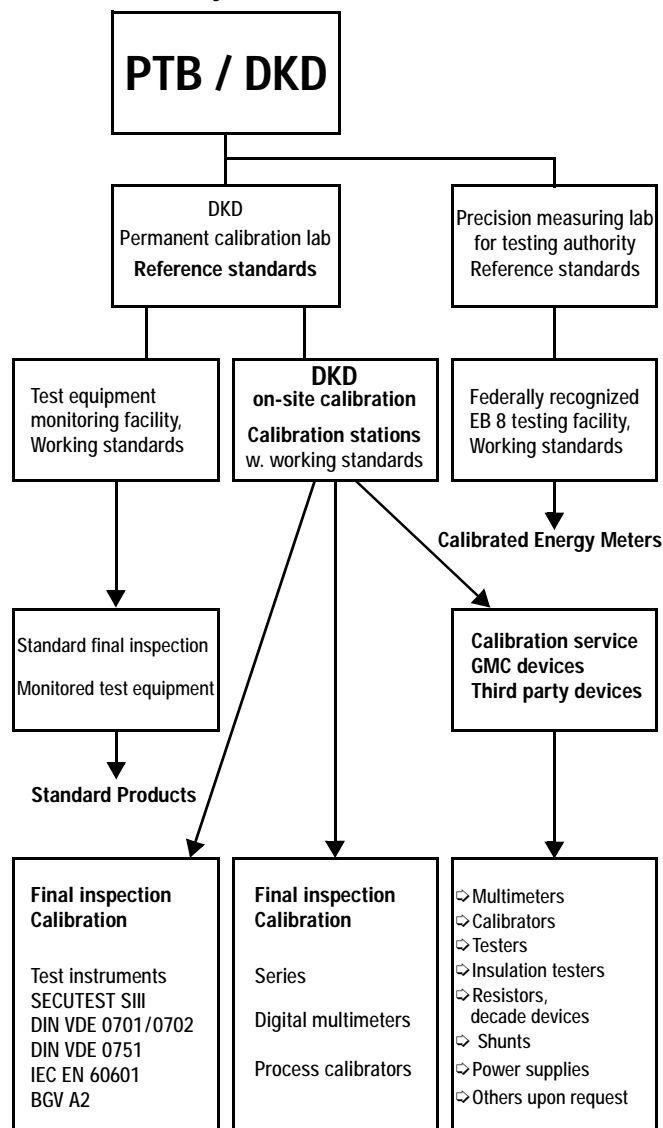 PTB / DKD
DKD
Permanent calibration lab
Reference standards
Precision measuring lab
for testing authority
Reference standards
Test equipment
monitoring facility,
Working standards
DKD
on-site calibration
Calibration stations
w. working standards
Federally recognized
EB 8 testing facility,
Working standards
Calibrated Energy Meters
Standard final inspection
Monitored test equipment
Calibration service
GMC devices
Third party devices
Standard Products
Final inspection
Calibration
Test instruments
SECUTEST SIII
DIN VDE 0701/0702
DIN VDE 0751
IEC EN 60601
BGV A2
Final inspection
Calibration
Series
Digital multimeters
Process calibrators
➪Multimeters
➪Calibrators
➪Testers
➪Insulation testers
➪Resistors,
decade devices
➪ Shunts
➪Power supplies
➪Others upon request